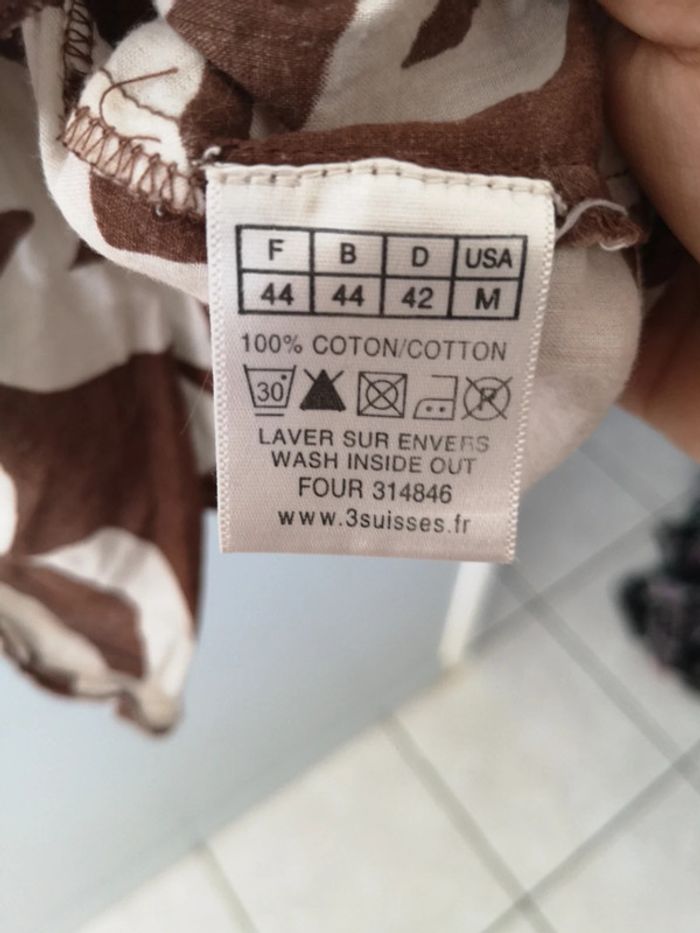 F B D USA
44 44 42 M
100% COTON/COTTON
30 P
LAVER SUR ENVERS
WASH INSIDE OUT
FOUR 314846
www.3suisses.fr